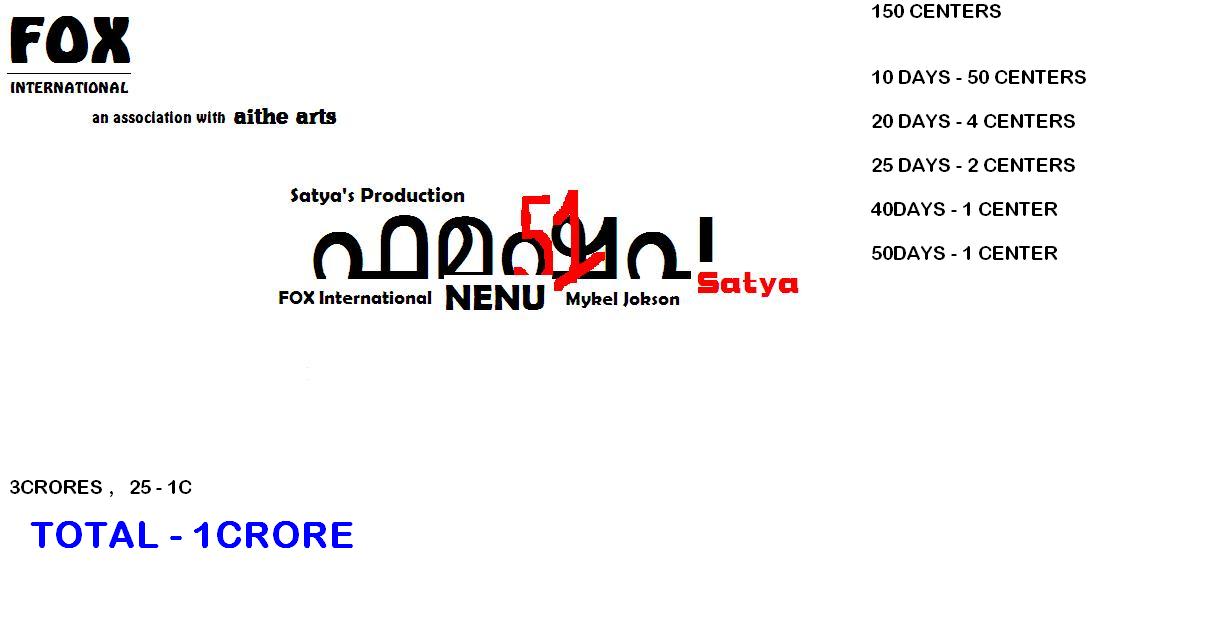 FOX
INTERNATIONAL
an association with aithe arts
Satya's Production
51
Satya
FOX International NENU Mykel Jokson
150 CENTERS
10 DAYS - 50 CENTERS
20 DAYS - 4 CENTERS
25 DAYS - 2 CENTERS
40DAYS - 1 CENTER
50DAYS - 1 CENTER
3CRORES , 25 - 1C
TOTAL - 1CRORE